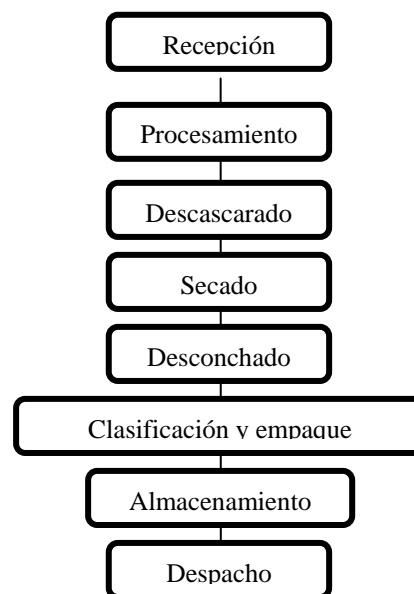 Recepción
Procesamiento
Descascarado
Secado
Desconchado
Clasificación y empaque
Almacenamiento
Despacho